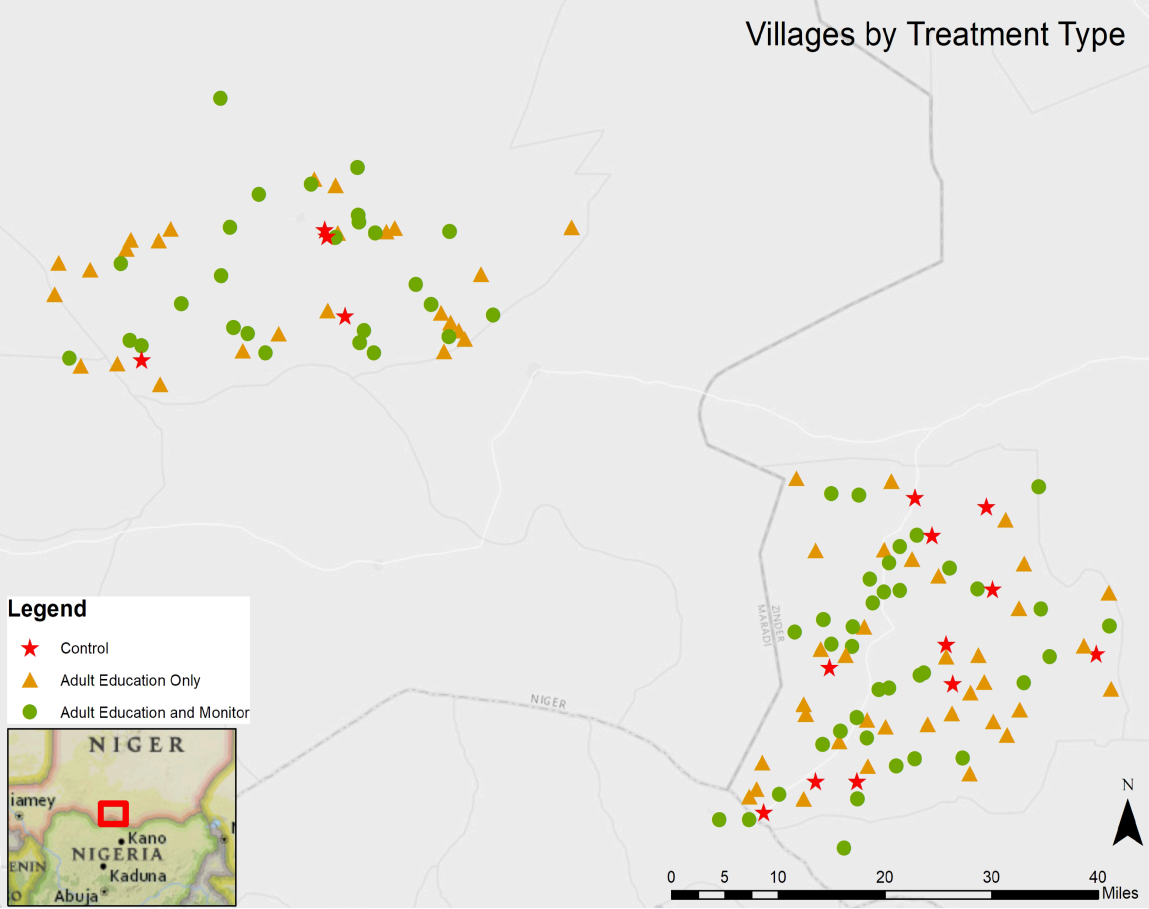 Villages by Treatment Type
ZINDER
MARADI
Legend
Control
Adult Education Only
Adult Education and Monitor
NIGER
NIGER
iamey
Kano
NIGERIA
ENIN
Kaduna
O
Abuja
N
0 5 10 20 30 40
Miles